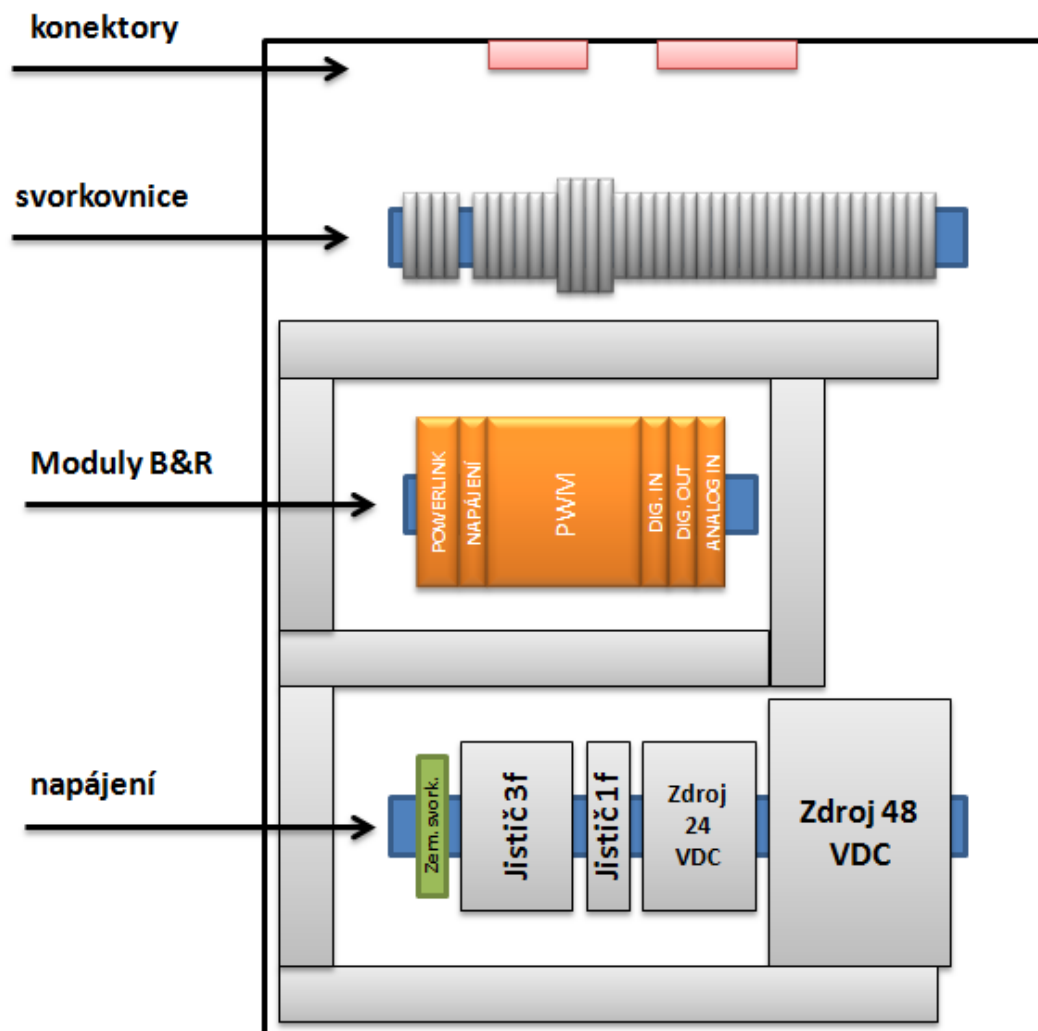 konektory
svorkovnice
Moduly B&R
POWERLINK
NAPÁJENÍ
PWM
DIG. IN
DIG. OUT
ANALOG IN
napájení
Zem. svork.
Jistič 3f
Jistič 1f
Zdroj
24
VDC
Zdroj 48
VDC